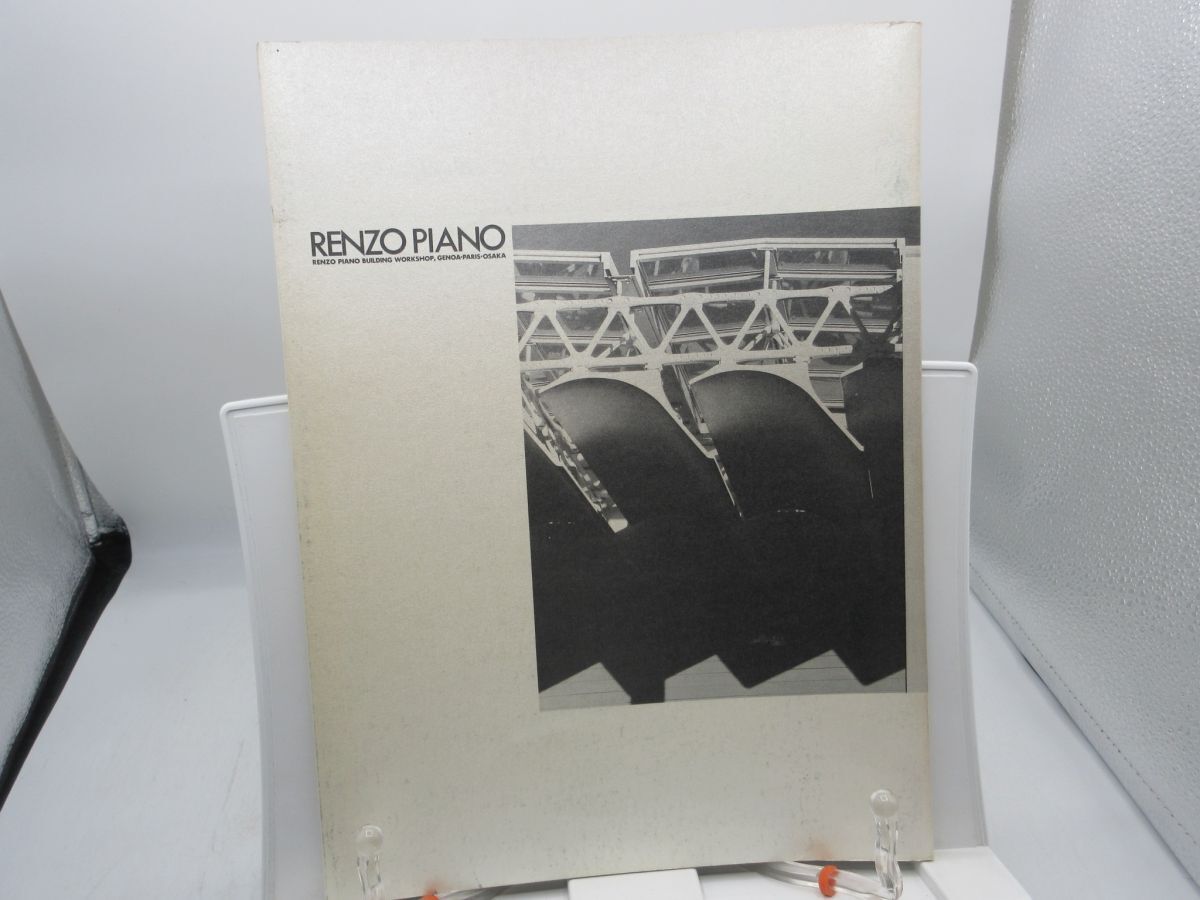 RENZO PIANO
RENZO PIANO BUILDING WORKSHOP, GENOA·PARIS·OSAKA